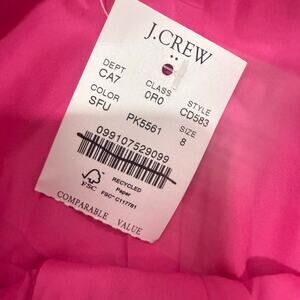 J.CREW
DEPT CLASS STYLE
CA7 0R0 CD583
COLOR SIZE
SFU PK5561 8
099107529099
FSC
RECYCLED
Paper
FSC® C117781
COMPARABLE VALUE